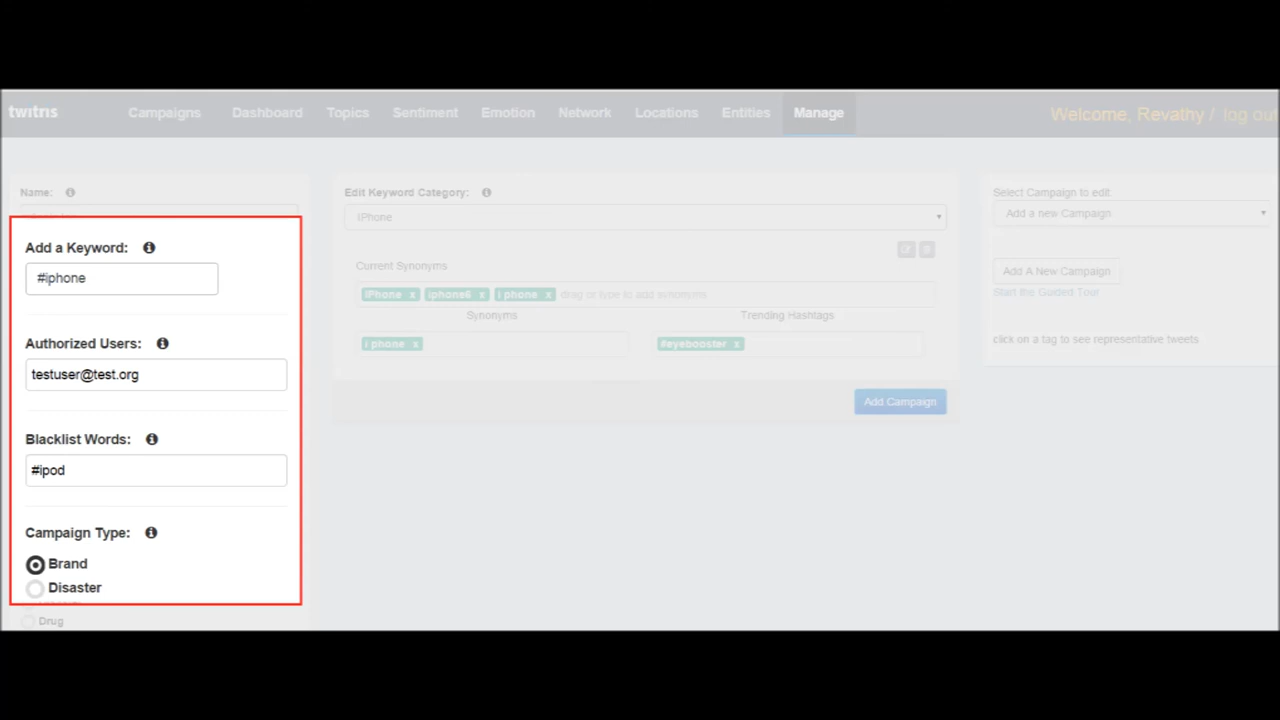 twitris
Campaigns Dashboard Topics Sentiment Emotion Network Locations Entities Manage
Welcome, Revathy / log out
Name:
Add a Keyword:
#iphone
Authorized Users:
testuser@test.org
Blacklist Words:
#ipod
Campaign Type:
Brand
Disaster
Drug
Edit Keyword Category:
iPhone
Current Synonyms
iPhone x iphone6 x i phone x drag or type to add synonyms
Synonyms Trending Hashtags
i phone x #eyebooster x
Add Campaign
Select Campaign to edit.
Add a new Campaign
Add A New Campaign
Start the Guided Tour
click on a tag to see representative tweets